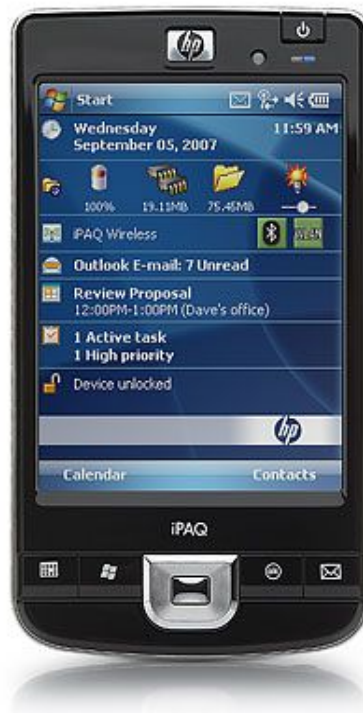 hp
Start
Wednesday 11:59 AM
September 05, 2007
100% 19.11MB 75.45MB
iPAQ Wireless WLAN
Outlook E-mail: 7 Unread
Review Proposal
12:00PM-1:00PM (Dave's office)
1 Active task
1 High priority
Device unlocked
hp
Calendar Contacts
iPAQ
ok